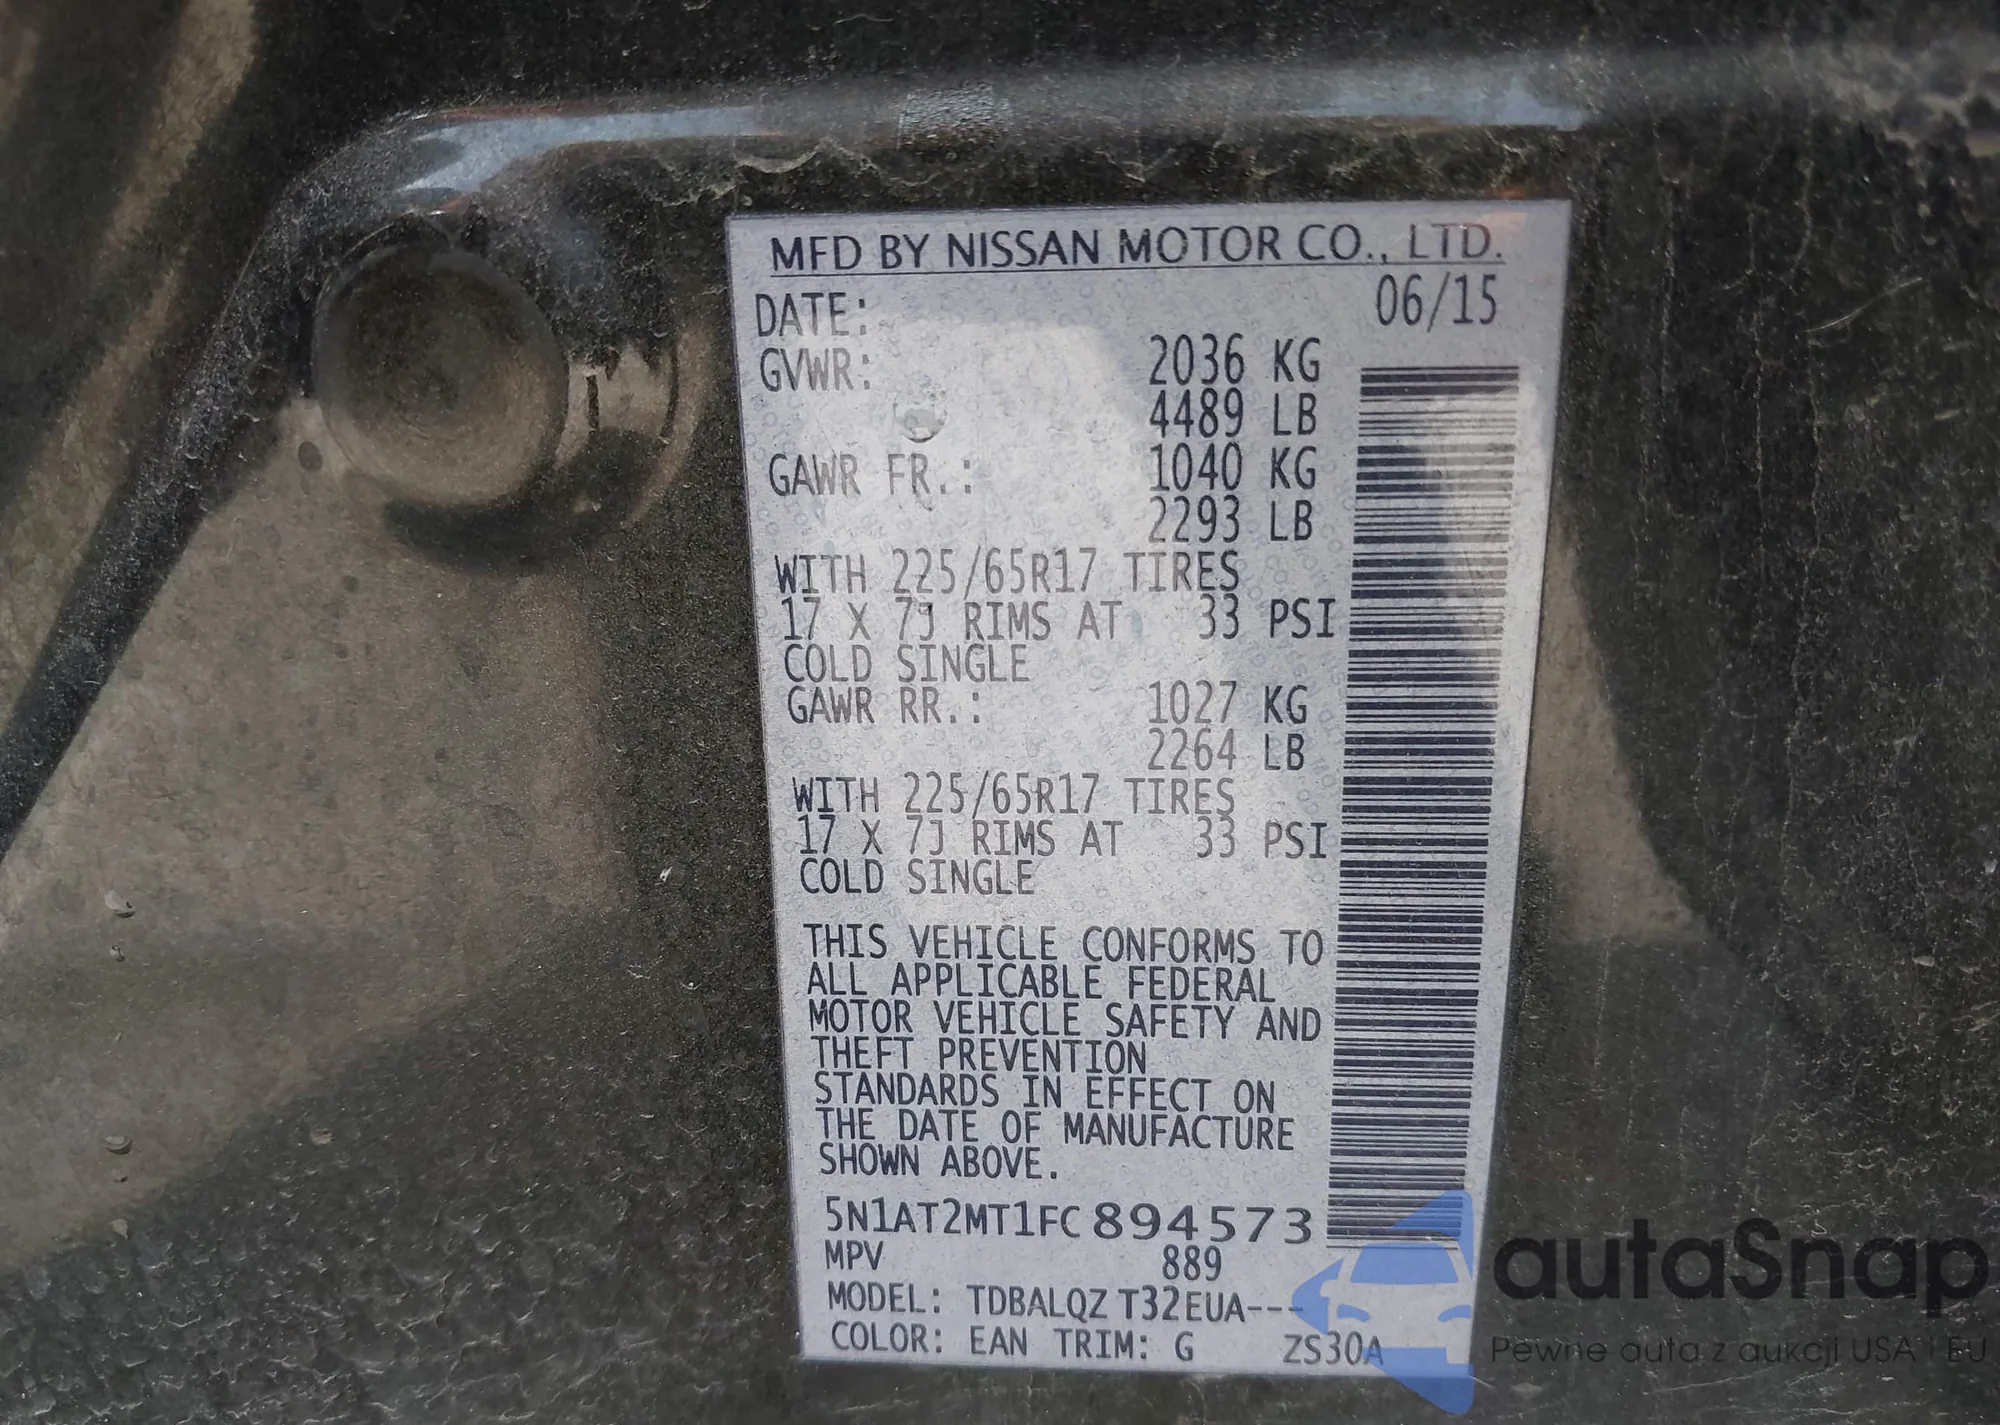 MFD BY NISSAN MOTOR CO., LTD.
DATE: 06/15
GVWR: 2036 KG
4489 LB
GAWR FR.: 1040 KG
2293 LB
WITH 225/65R17 TIRES
17 X 7J RIMS AT 33 PSI
COLD SINGLE
GAWR RR.: 1027 KG
2264 LB
WITH 225/65R17 TIRES
17 X 7J RIMS AT 33 PSI
COLD SINGLE
THIS VEHICLE CONFORMS TO
ALL APPLICABLE FEDERAL
MOTOR VEHICLE SAFETY AND
THEFT PREVENTION
STANDARDS IN EFFECT ON
THE DATE OF MANUFACTURE
SHOWN ABOVE.
5N1AT2MT1FC894573
MPV 889
MODEL: TDBALQZ T32EUA---
COLOR: EAN TRIM: G ZS30A
autaSnap
Pewne auta z aukcji USA i EU